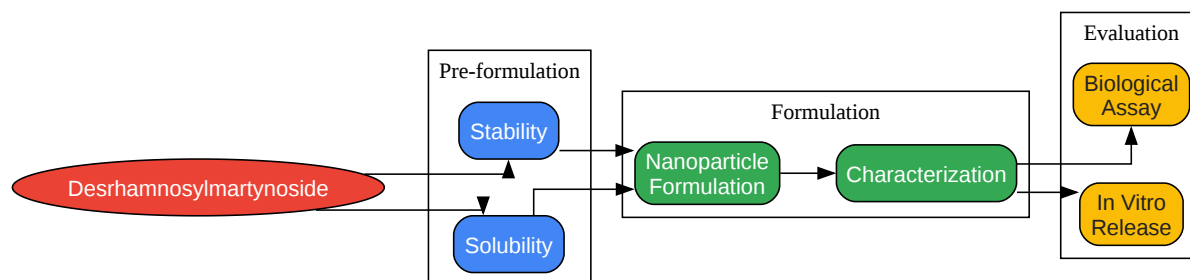 Desrhamnosylmartynoside
Pre-formulation
Stability
Solubility
Formulation
Nanoparticle
Formulation
Characterization
Evaluation
Biological
Assay
In Vitro
Release